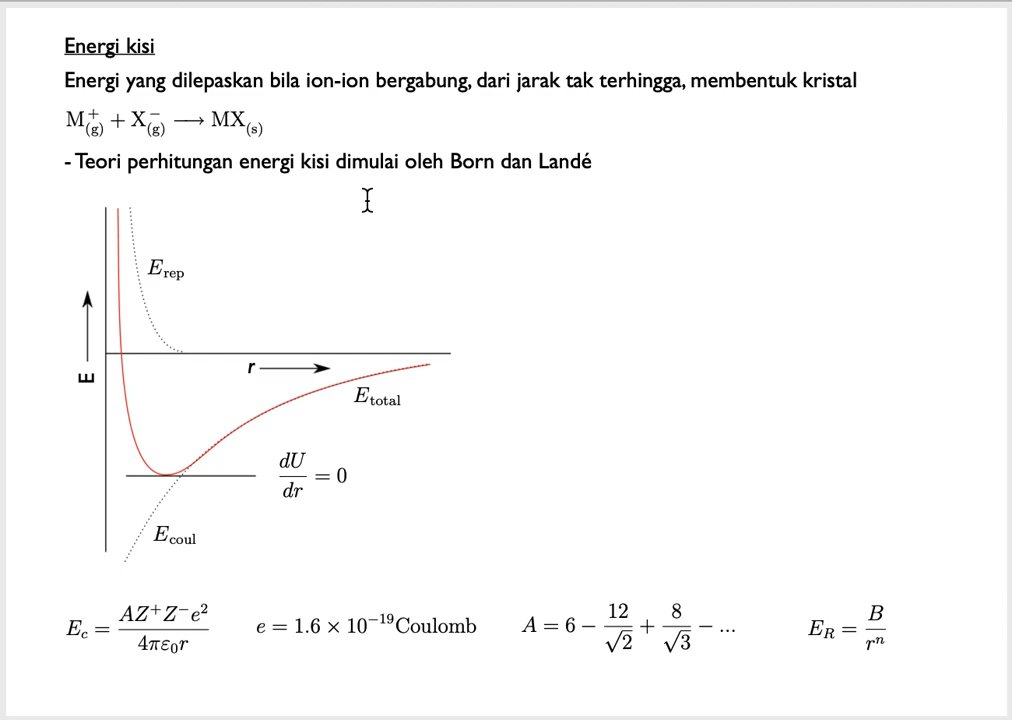 Energi kisi
Energi yang dilepaskan bila ion-ion bergabung, dari jarak tak terhingga, membentuk kristal
M⁺(g) + X⁻(g) ⟶ MX(s)
- Teori perhitungan energi kisi dimulai oleh Born dan Landé
E_rep
E
r
E_total
dU/dr = 0
E_coul
E_c = AZ⁺Z⁻e²/4πε₀r
e = 1.6 × 10⁻¹⁹Coulomb
A = 6 − 12/√2 + 8/√3 − ...
E_R = B/rⁿ